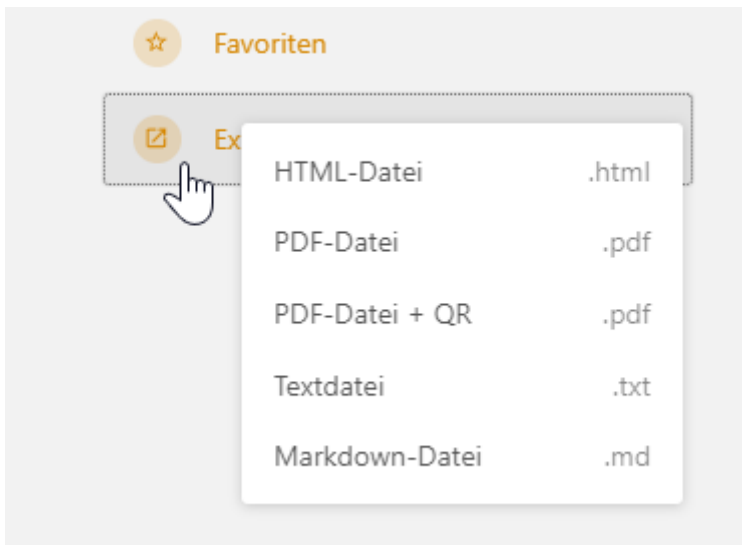 Favoriten
Ex
HTML-Datei .html
PDF-Datei .pdf
PDF-Datei + QR .pdf
Textdatei .txt
Markdown-Datei .md